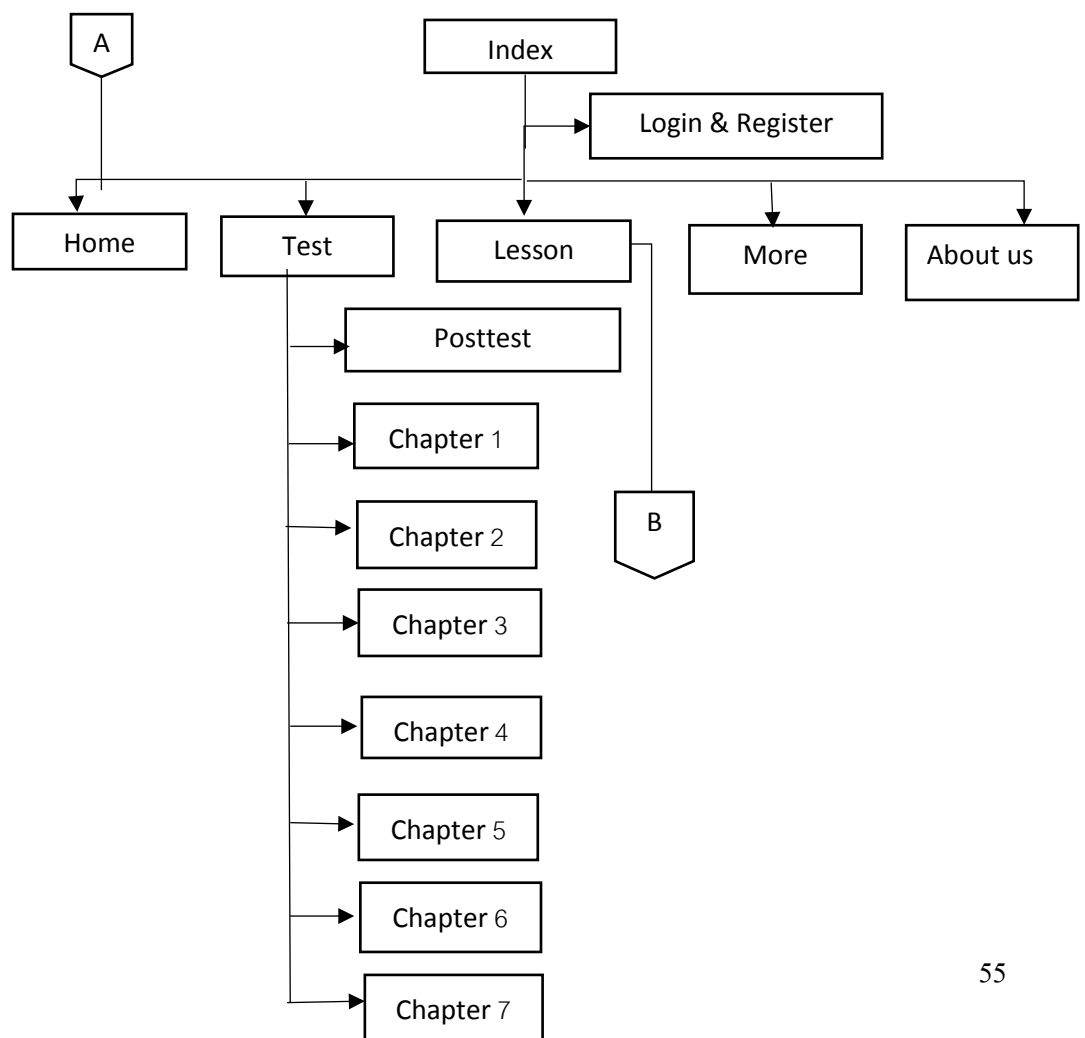 A
Index
Login & Register
Home
Test
Lesson
More
About us
Posttest
Chapter 1
Chapter 2
B
Chapter 3
Chapter 4
Chapter 5
Chapter 6
55
Chapter 7